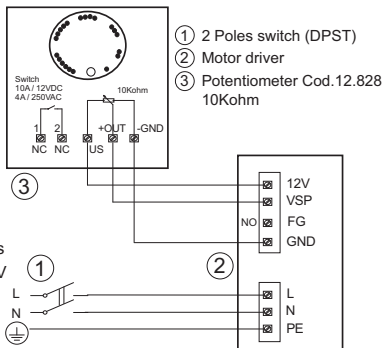 1 2 Poles switch (DPST)
2 Motor driver
3 Potentiometer Cod.12.828
10Kohm
Switch
10A / 12VDC
4A / 250VAC
10Kohm
1 2 +OUT -GND
NC NC US
3
12V
VSP
NO FG
GND
2
s
V
1
L
N
L
N
PE